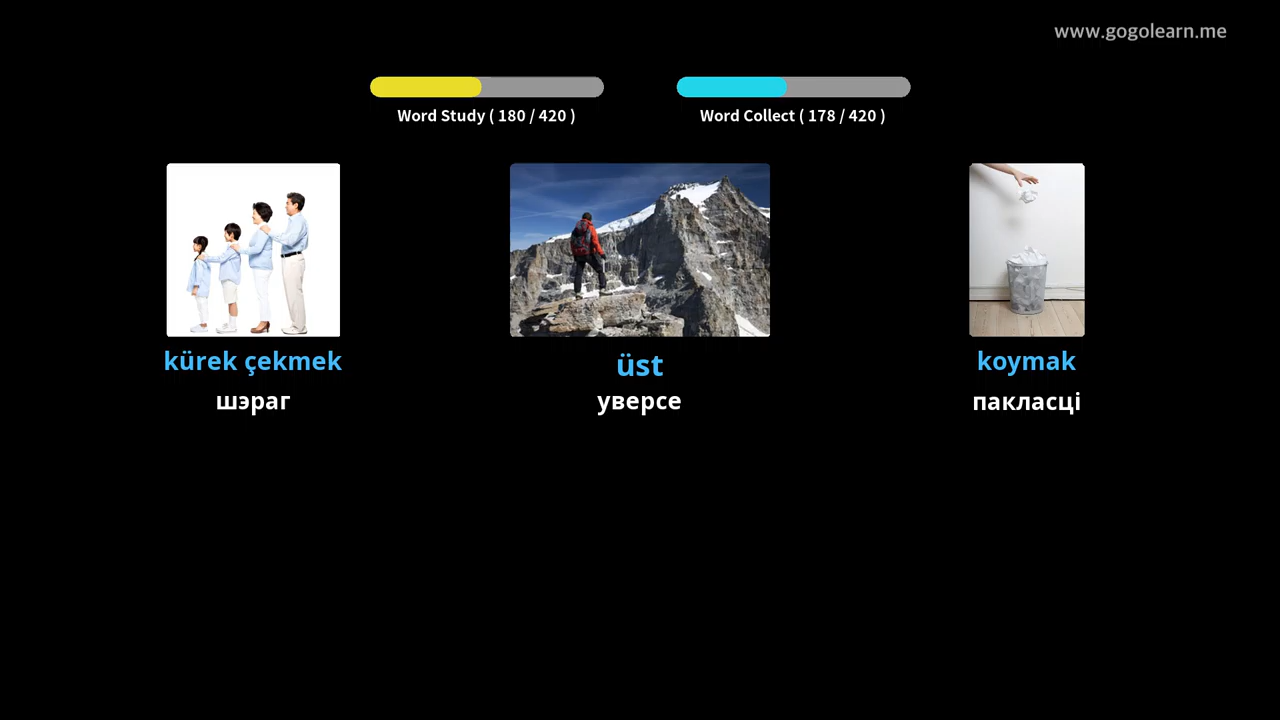 www.gogolearn.me
Word Study ( 180 / 420 )
Word Collect ( 178 / 420 )
kürek çekmek
шэраг
üst
уверсе
koymak
пакласці